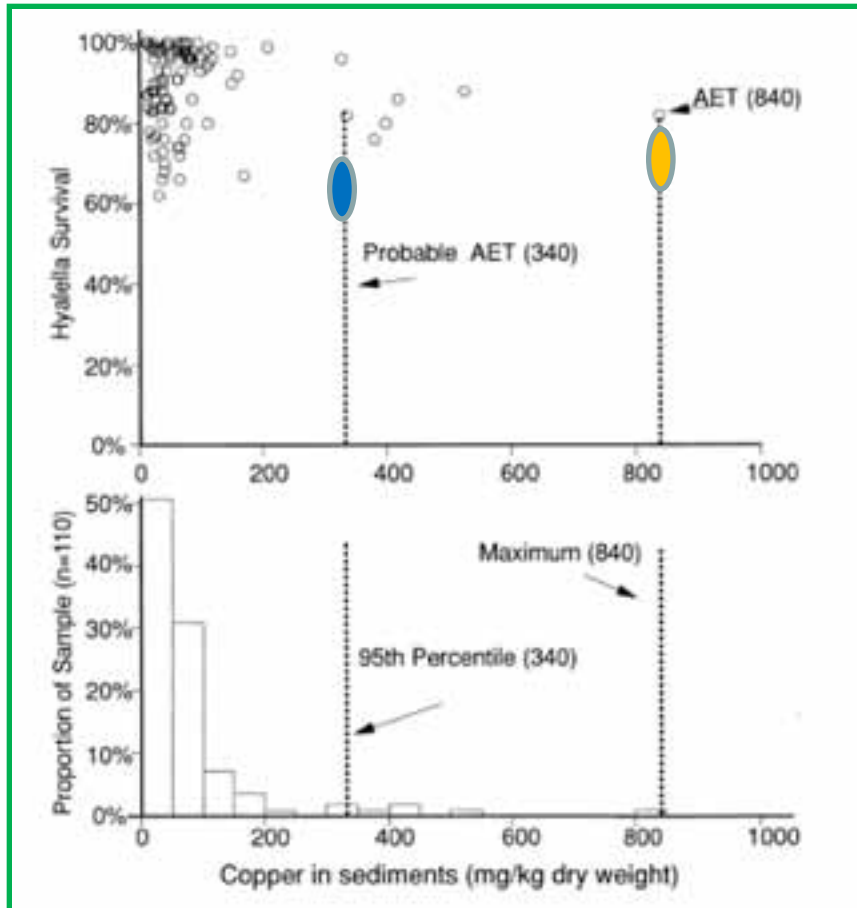 100%
80%
60%
40%
20%
0%
Hyalella Survival
AET (840)
Probable AET (340)
0 200 400 600 800 1000
50%
40%
30%
20%
10%
0%
Proportion of Sample (n=110)
Maximum (840)
95th Percentile (340)
0 200 400 600 800 1000
Copper in sediments (mg/kg dry weight)